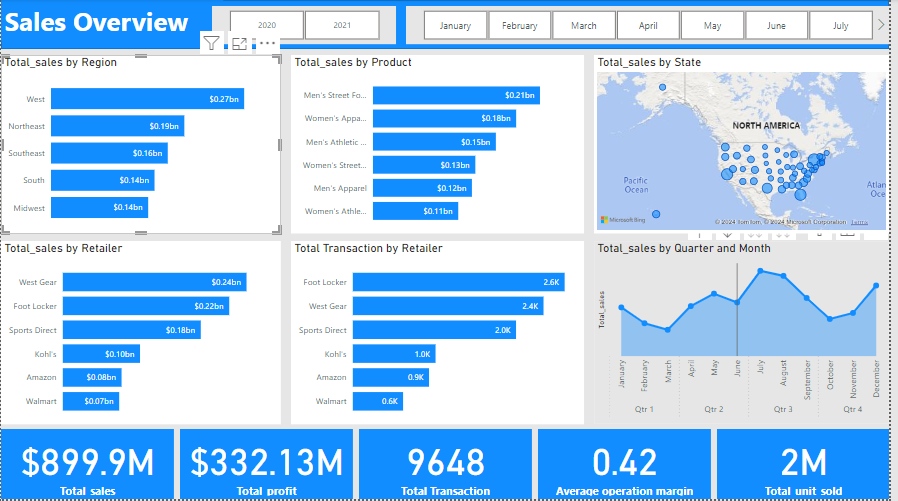 Sales Overview
2020
2021
January
February
March
April
May
June
July
Total_sales by Region
West
$0.27bn
Northeast
$0.19bn
Southeast
$0.16bn
South
$0.14bn
Midwest
$0.14bn
Total_sales by Product
Men's Street Fo...
$0.21bn
Women's Appa...
$0.18bn
Men's Athletic ...
$0.15bn
Women's Street...
$0.13bn
Men's Apparel
$0.12bn
Women's Athle...
$0.11bn
Total_sales by State
NORTH AMERICA
Pacific
Ocean
Atlan
Oce
Microsoft Bing
© 2024 TomTom, © 2024 Microsoft Corporation Terms
Total_sales by Retailer
West Gear
$0.24bn
Foot Locker
$0.22bn
Sports Direct
$0.18bn
Kohl's
$0.10bn
Amazon
$0.08bn
Walmart
$0.07bn
Total Transaction by Retailer
Foot Locker
2.6K
West Gear
2.4K
Sports Direct
2.0K
Kohl's
1.0K
Amazon
0.9K
Walmart
0.6K
Total_sales by Quarter and Month
Total_sales
January
February
March
April
May
June
July
August
September
October
November
December
Qtr 1
Qtr 2
Qtr 3
Qtr 4
$899.9M
Total sales
$332.13M
Total profit
9648
Total Transaction
0.42
Average operation margin
2M
Total unit sold